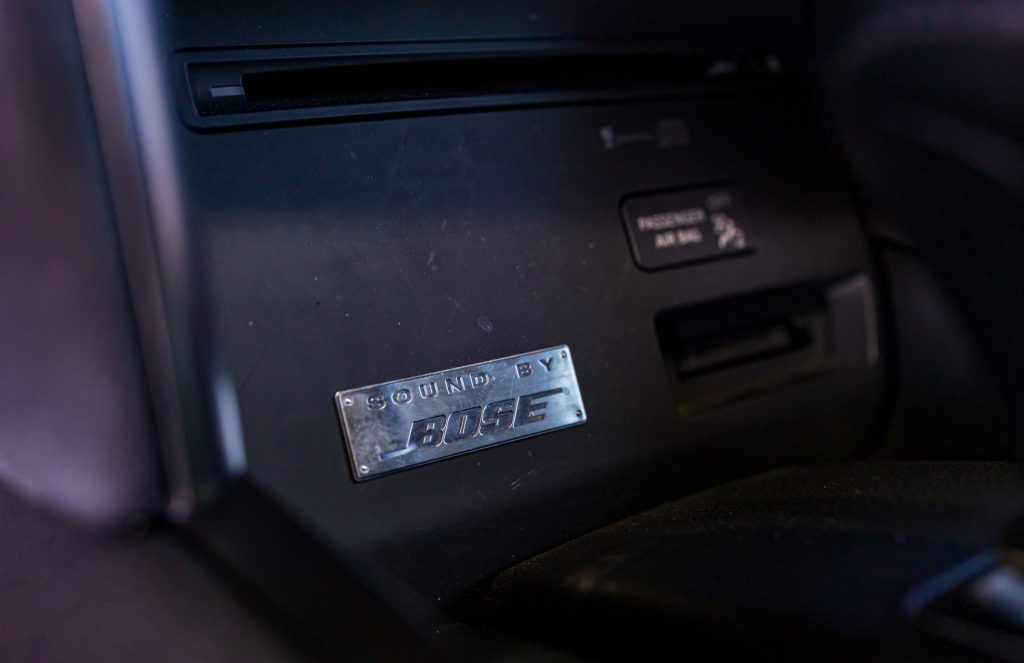 PASSENGER
AIR BAG
SOUND BY
BOSE